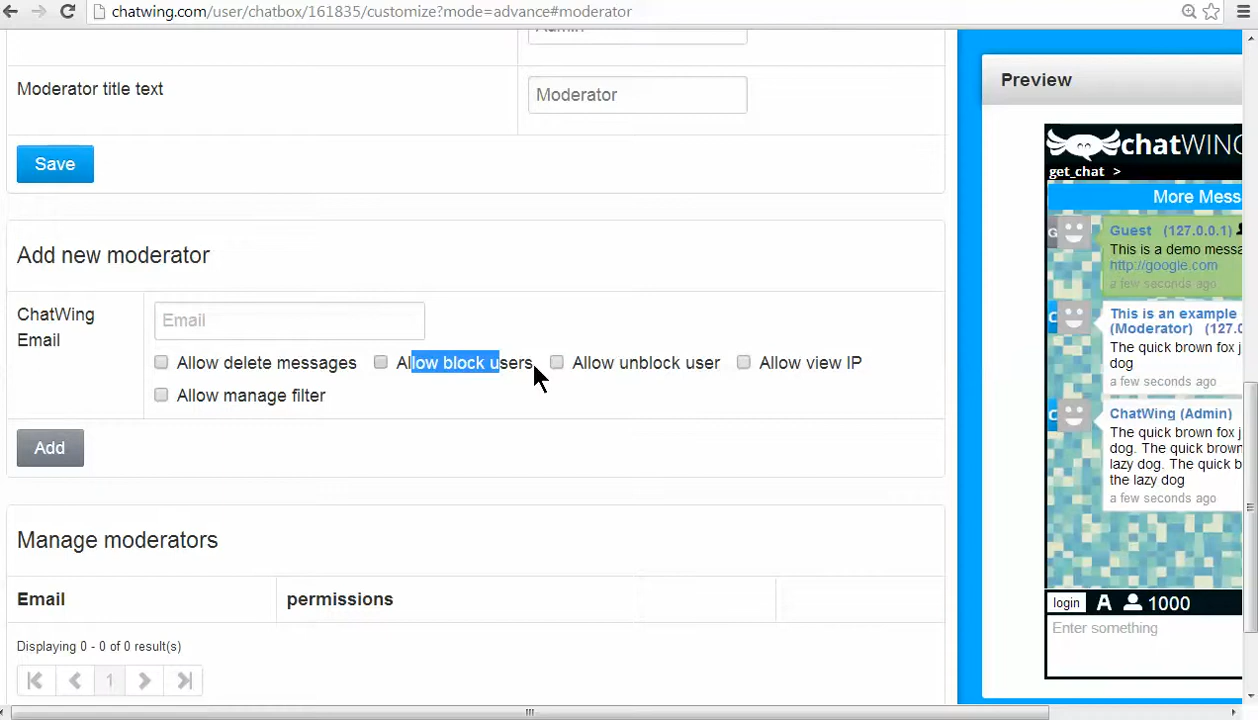 chatwing.com/user/chatbox/161835/customize?mode=advance#moderator
Admin
Moderator title text
Moderator
Save
Add new moderator
ChatWing
Email
Email
Allow delete messages Allow block users Allow unblock user Allow view IP
Allow manage filter
Add
Manage moderators
Email permissions
Displaying 0 - 0 of 0 result(s)
1
Preview
chatWING
get_chat >
More Mess
G
Guest (127.0.0.1)
This is a demo messa
http://google.com
a few seconds ago
C
This is an example
(Moderator) (127.0
The quick brown fox j
dog
a few seconds ago
C
ChatWing (Admin)
The quick brown fox j
dog. The quick brown
lazy dog. The quick b
the lazy dog
a few seconds ago
login A 1000
Enter something